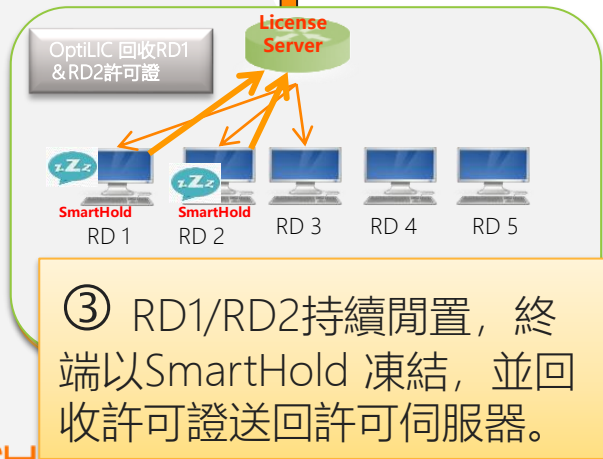 License
Server
OptiLIC 回收RD1
&RD2許可證
zZz
zZz
SmartHold
SmartHold
RD 1
RD 2
RD 3
RD 4
RD 5
③ RD1/RD2持續閒置，終
端以SmartHold 凍結，並回
收許可證送回許可伺服器。